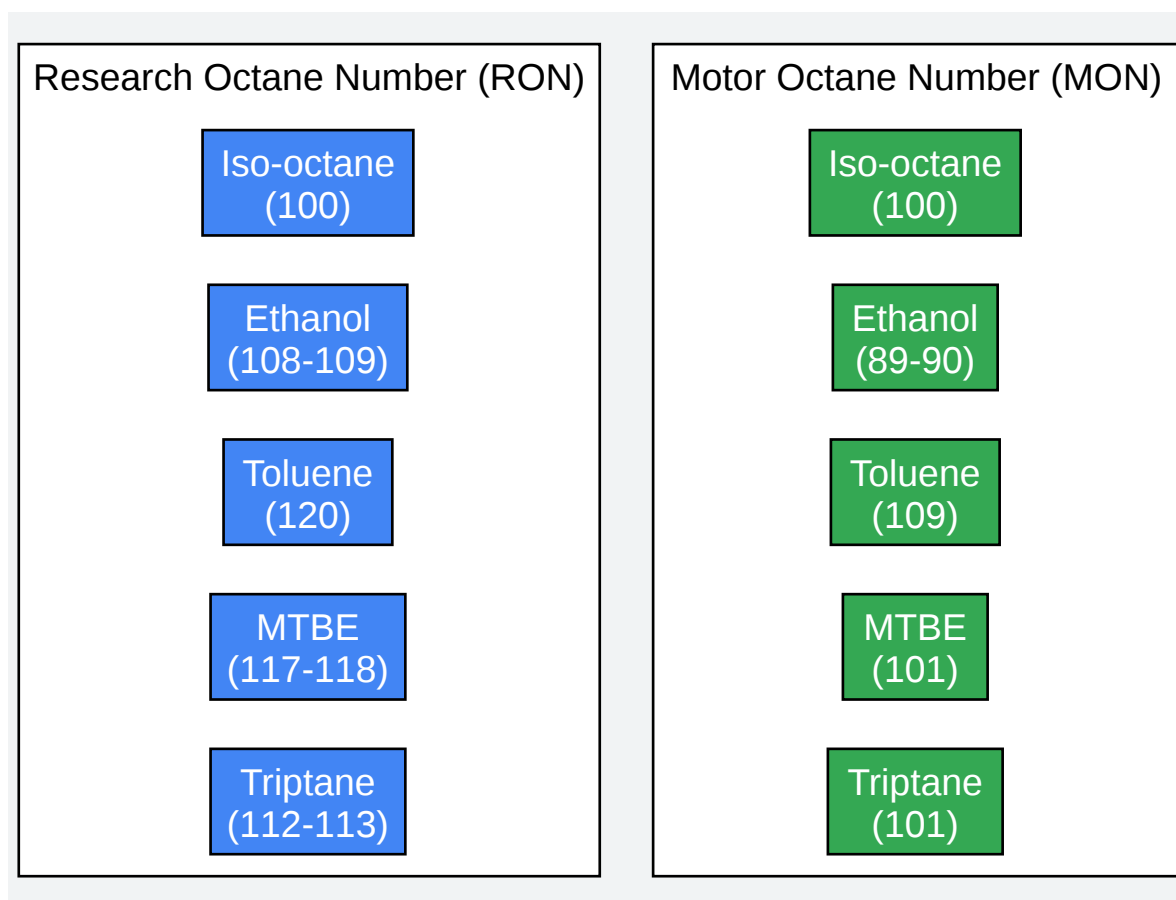 Research Octane Number (RON)
Iso-octane
(100)
Ethanol
(108-109)
Toluene
(120)
MTBE
(117-118)
Triptane
(112-113)
Motor Octane Number (MON)
Iso-octane
(100)
Ethanol
(89-90)
Toluene
(109)
MTBE
(101)
Triptane
(101)